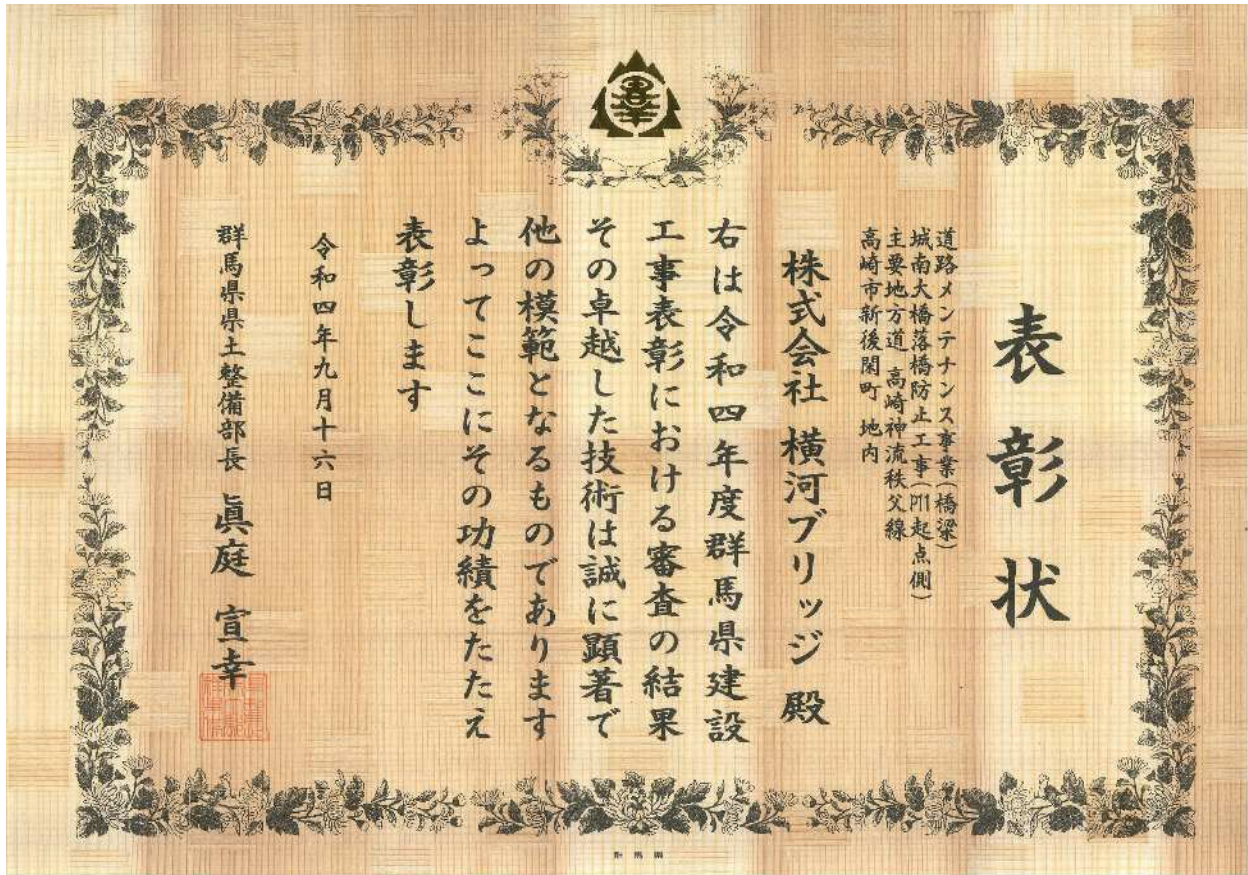 表彰状
道路メンテナンス事業(橋梁)
城南大橋落橋防止工事(P11起点側)
主要地方道 高崎神流秩父線
高崎市新後閑町 地内
株式会社 横河ブリッジ 殿
右は令和四年度群馬県建設
工事表彰における審査の結果
その卓越した技術は誠に顕著で
他の模範となるものであります
よってここにその功績をたたえ
表彰します
令和四年九月十六日
群馬県県土整備部長 眞庭 宣幸
群馬県